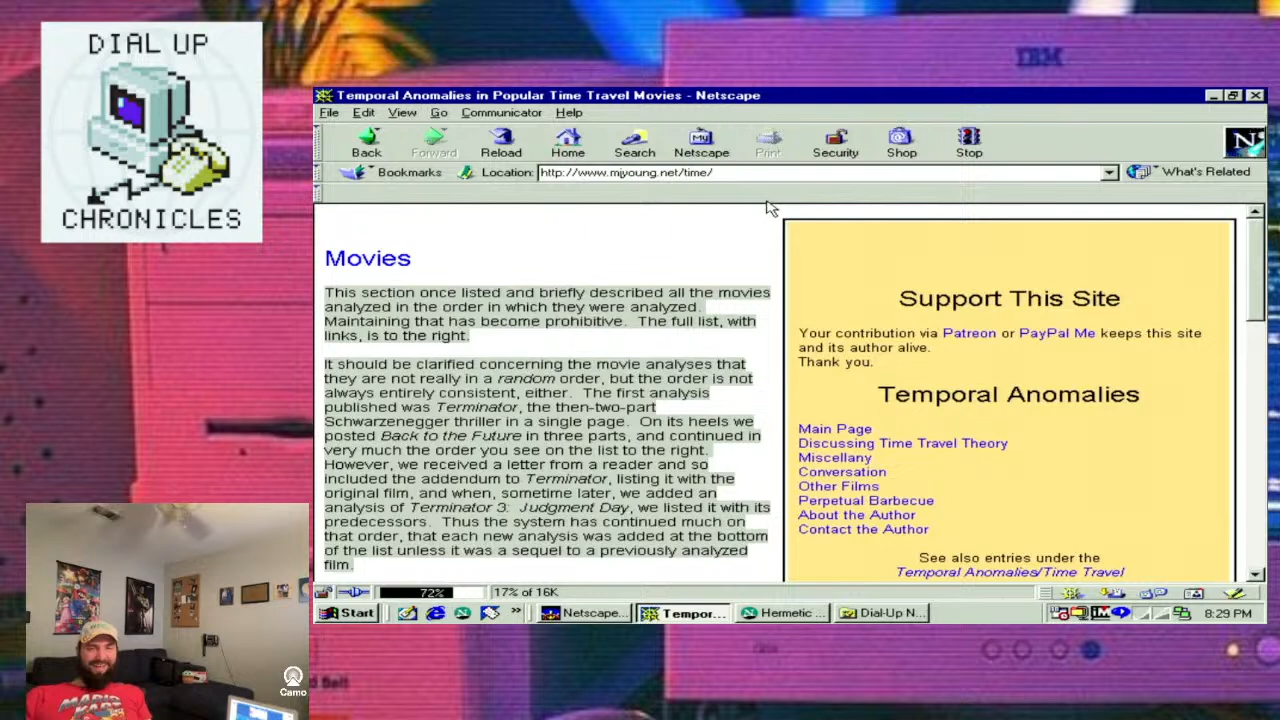 DIAL UP
CHRONICLES
IBM
Temporal Anomalies in Popular Time Travel Movies - Netscape
File Edit View Go Communicator Help
Back Forward Reload Home Search Netscape Print Security Shop Stop
My
N
Bookmarks Location: http://www.mjyoung.net/time/ What's Related
Movies
This section once listed and briefly described all the movies
analyzed in the order in which they were analyzed.
Maintaining that has become prohibitive. The full list, with
links, is to the right.
It should be clarified concerning the movie analyses that
they are not really in a random order, but the order is not
always entirely consistent, either. The first analysis
published was Terminator, the then-two-part
Schwarzenegger thriller in a single page. On its heels we
posted Back to the Future in three parts, and continued in
very much the order you see on the list to the right.
However, we received a letter from a reader and so
included the addendum to Terminator, listing it with the
original film, and when, sometime later, we added an
analysis of Terminator 3: Judgment Day, we listed it with its
predecessors. Thus the system has continued much on
that order, that each new analysis was added at the bottom
of the list unless it was a sequel to a previously analyzed
film.
Support This Site
Your contribution via Patreon or PayPal Me keeps this site
and its author alive.
Thank you.
Temporal Anomalies
Main Page
Discussing Time Travel Theory
Miscellany
Conversation
Other Films
Perpetual Barbecue
About the Author
Contact the Author
See also entries under the
Temporal Anomalies/Time Travel
72% 17% of 16K
Start Netscape... Tempor... Hermetic ... Dial-Up N... 8:29 PM
Camo
MARIO
KART